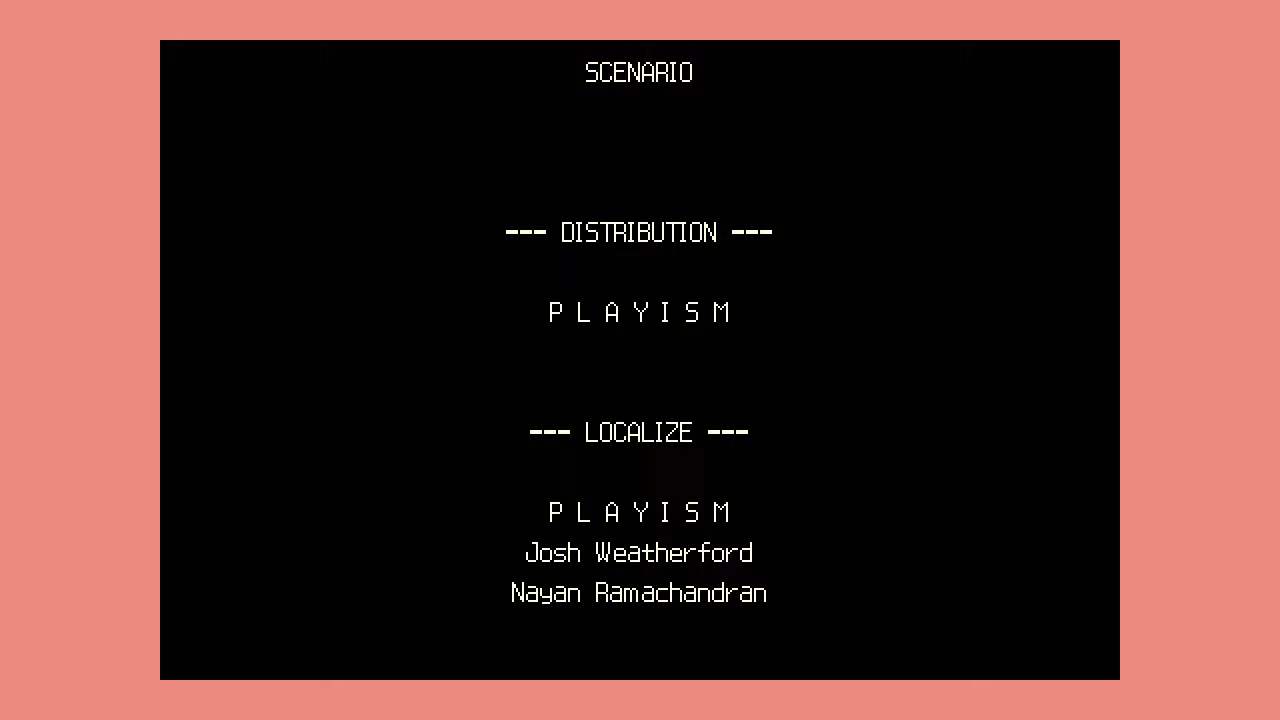 SCENARIO
--- DISTRIBUTION ---
P L A Y I S M
--- LOCALIZE ---
P L A Y I S M
Josh Weatherford
Nayan Ramachandran